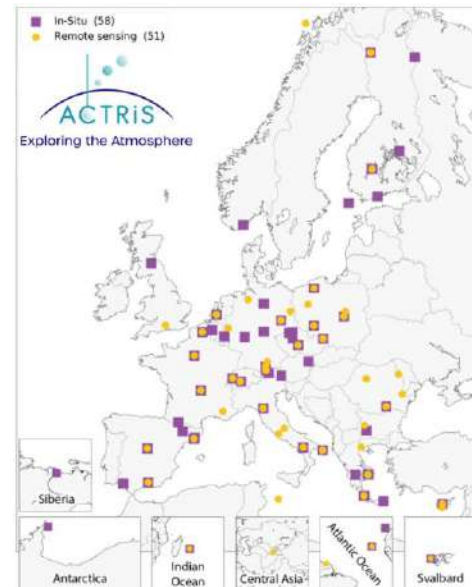 In-Situ (58)
Remote sensing (51)
ACTRiS
Exploring the Atmosphere
Siberia
Antarctica
Indian
Ocean
Central Asia
Atlantic Ocean
Svalbard